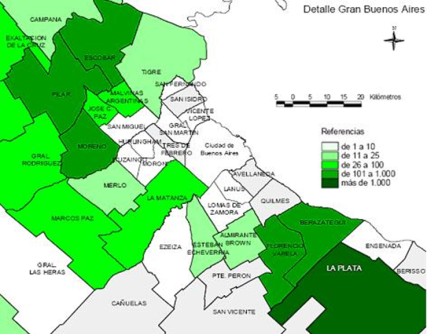 Detalle Gran Buenos Aires
CAMPANA
EXALTACION
DE LA CRUZ
ESCOBAR
TIGRE
SAN FERNANDO
PILAR
MALVINAS
ARGENTINAS
SAN ISIDRO
JOSE C.
PAZ
VICENTE
LOPEZ
SAN MIGUEL
GRAL.
SAN MARTIN
HURLINGHAM
TRES DE
FEBRERO
Ciudad de
Buenos Aires
MORENO
ITUZAINGO
MORON
GRAL.
RODRIGUEZ
MERLO
AVELLANEDA
LANUS
LA MATANZA
LOMAS DE
ZAMORA
QUILMES
MARCOS PAZ
BERAZATEGUI
ALMIRANTE
BROWN
EZEIZA
ESTEBAN
ECHEVERRIA
FLORENCIO
VARELA
ENSENADA
GRAL.
LAS HERAS
LA PLATA
BERISSO
PTE. PERON
CAÑUELAS
SAN VICENTE
5 0 5 10 15 20 Kilómetros
Referencias
de 1 a 10
de 11 a 25
de 26 a 100
de 101 a 1.000
más de 1.000